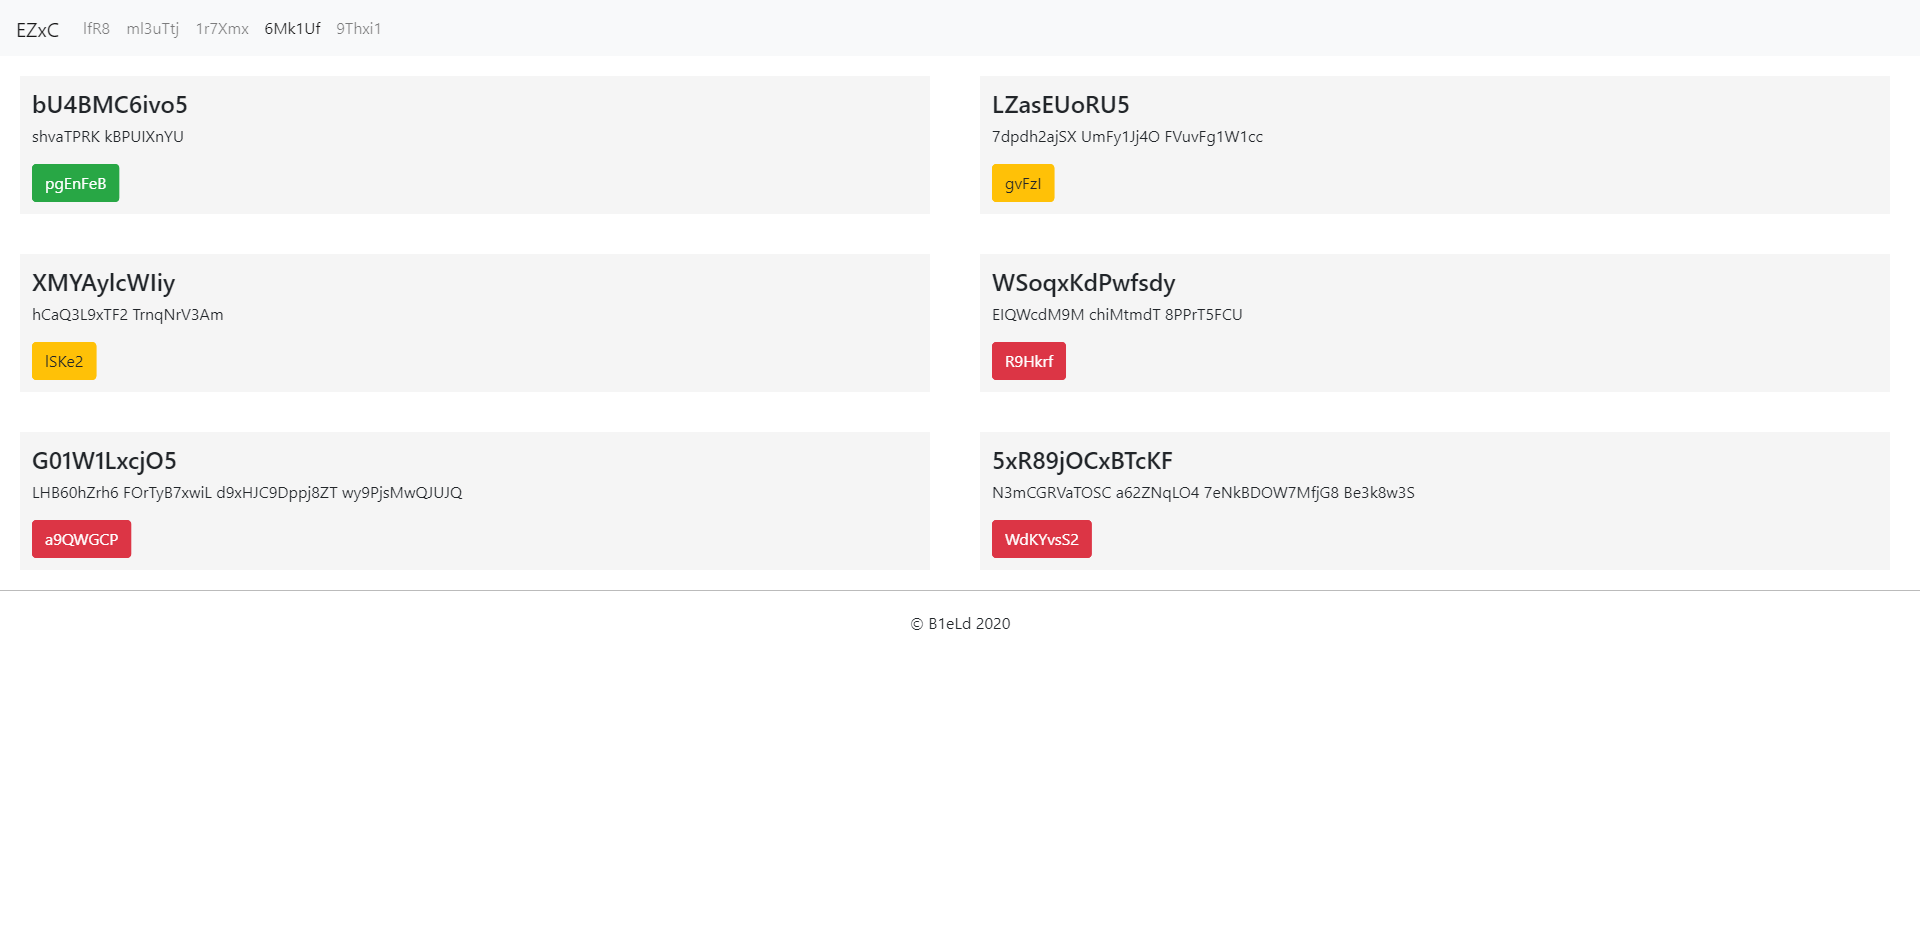 EZxC lfR8 ml3uTtj 1r7Xmx 6Mk1Uf 9Thxi1
bU4BMC6ivo5
shvaTPRK kBPUIXnYU
pgEnFeB
LZasEUoRU5
7dpdh2ajSX UmFy1Jj4O FVuvFg1W1cc
gvFzI
XMYAylcWIiy
hCaQ3L9xTF2 TrnqNrV3Am
lSKe2
WSoqxKdPwfsdy
EIQWcdM9M chiMtmdT 8PPrT5FCU
R9Hkrf
G01W1LxcjO5
LHB60hZrh6 FOrTyB7xwiL d9xHJC9Dppj8ZT wy9PjsMwQJUJQ
a9QWGCP
5xR89jOCxBTcKF
N3mCGRVaTOSC a62ZNqLO4 7eNkBDOW7MfjG8 Be3k8w3S
WdKYvsS2
© B1eLd 2020